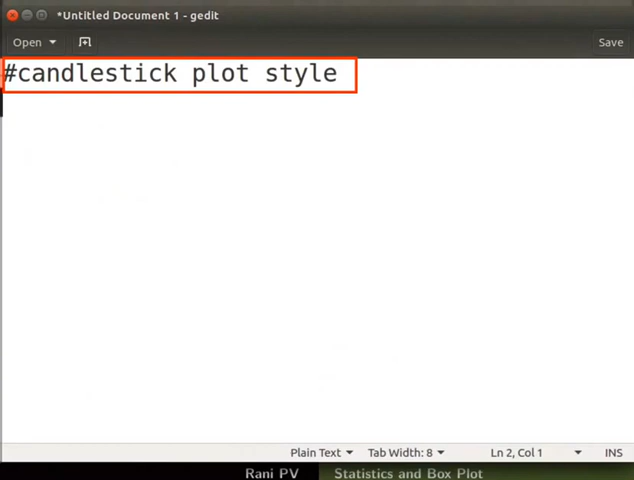 *Untitled Document 1 - gedit
Open
Save
#candlestick plot style
Plain Text Tab Width: 8 Ln 2, Col 1 INS
Rani PV Statistics and Box Plot